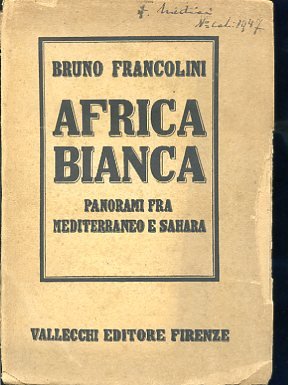 BRUNO FRANCOLINI
AFRICA
BIANCA
PANORAMI FRA
MEDITERRANEO E SAHARA
VALLECCHI EDITORE FIRENZE